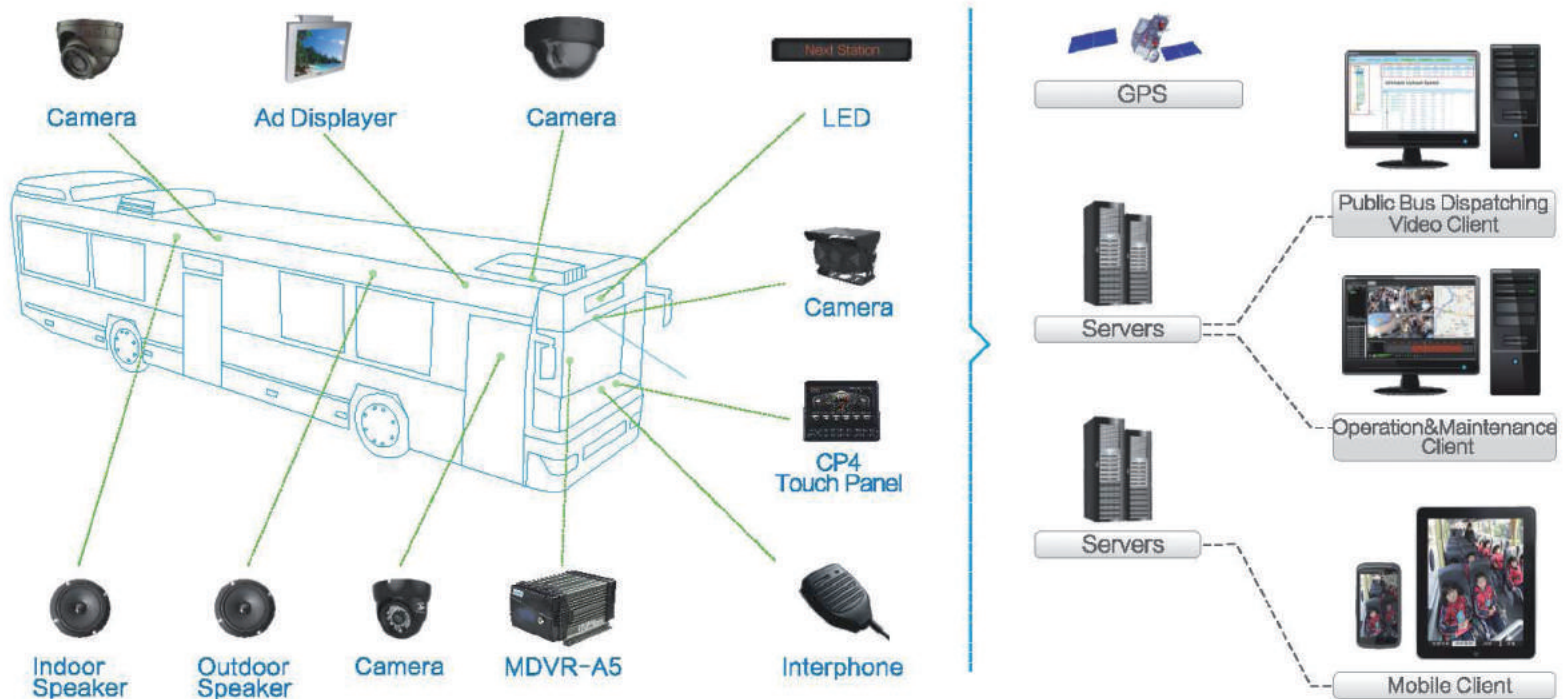 Camera
Ad Displayer
Camera
Next Station
LED
Camera
CP4
Touch Panel
Indoor
Speaker
Outdoor
Speaker
Camera
MDVR-A5
Interphone
GPS
Servers
Public Bus Dispatching
Video Client
Operation&Maintenance
Client
Servers
Mobile Client